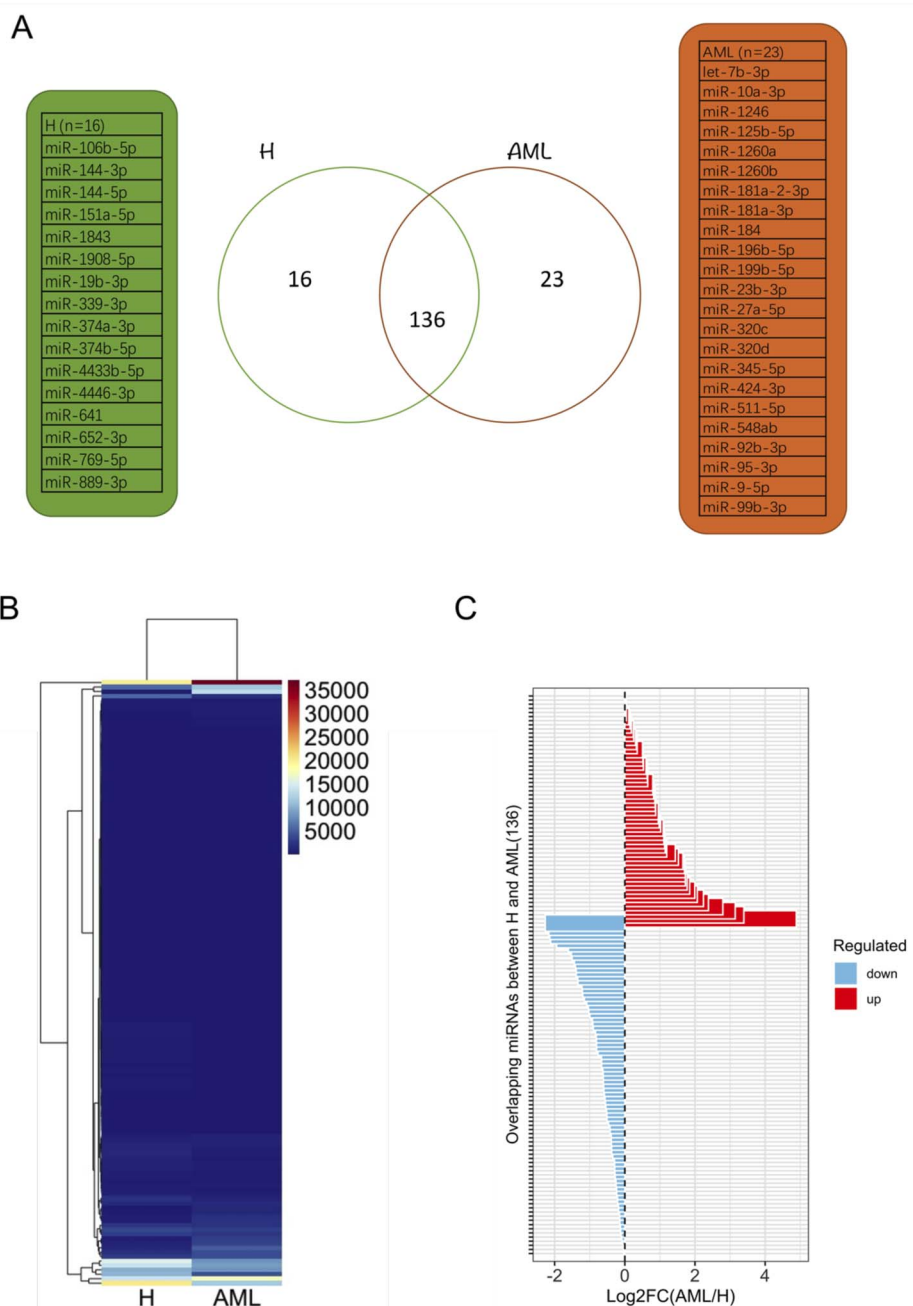 A
H (n=16)
miR-106b-5p
miR-144-3p
miR-144-5p
miR-151a-5p
miR-1843
miR-1908-5p
miR-19b-3p
miR-339-3p
miR-374a-3p
miR-374b-5p
miR-4433b-5p
miR-4446-3p
miR-641
miR-652-3p
miR-769-5p
miR-889-3p
H
AML
16
136
23
AML (n=23)
let-7b-3p
miR-10a-3p
miR-1246
miR-125b-5p
miR-1260a
miR-1260b
miR-181a-2-3p
miR-181a-3p
miR-184
miR-196b-5p
miR-199b-5p
miR-23b-3p
miR-27a-5p
miR-320c
miR-320d
miR-345-5p
miR-424-3p
miR-511-5p
miR-548ab
miR-92b-3p
miR-95-3p
miR-9-5p
miR-99b-3p
B
35000
30000
25000
20000
15000
10000
5000
H
AML
C
Overlapping miRNAs between H and AML(136)
-2
0
2
4
Log2FC(AML/H)
Regulated
down
up